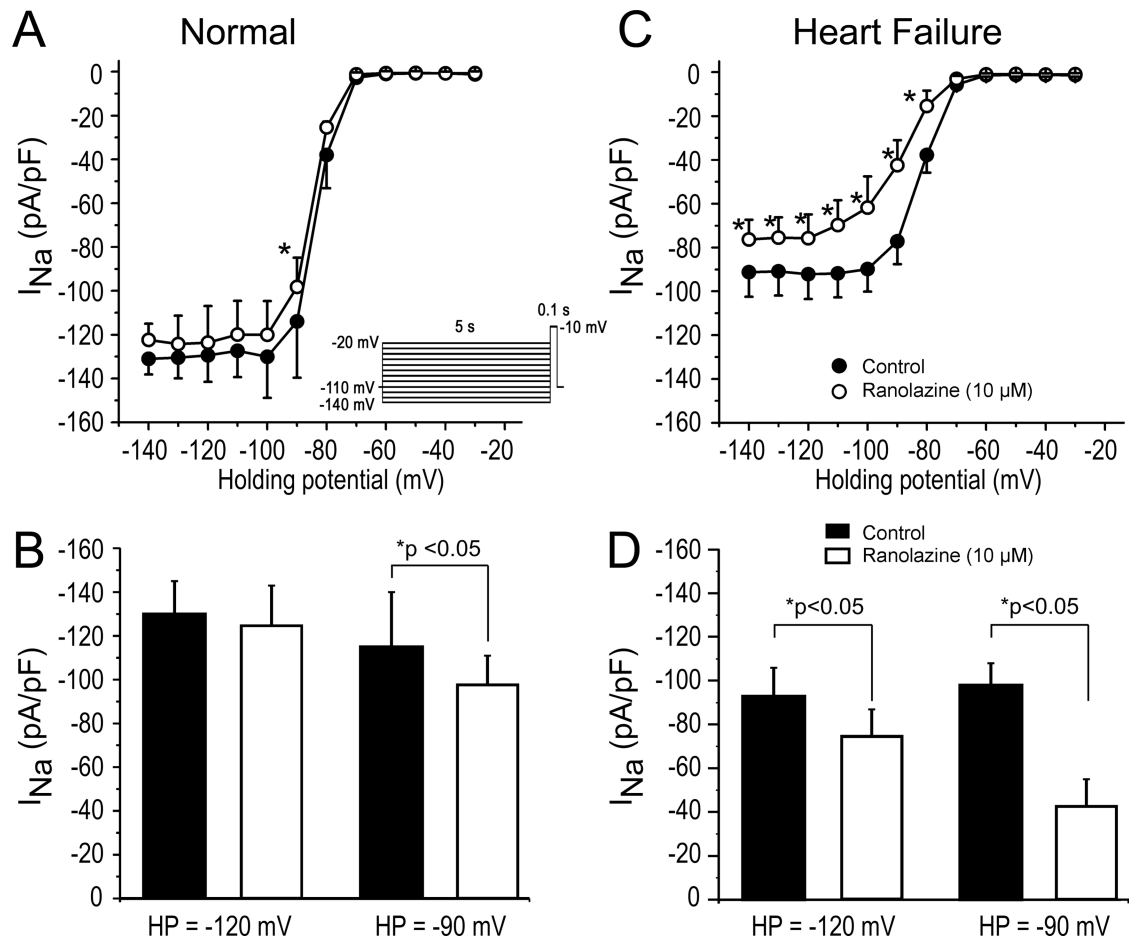 A
Normal
0
-20
-40
-60
-80
-100
-120
-140
-160
I_Na (pA/pF)
*
0.1 s
5 s
-10 mV
-20 mV
-110 mV
-140 mV
-140 -120 -100 -80 -60 -40 -20
Holding potential (mV)
C
Heart Failure
0
-20
-40
-60
-80
-100
-120
-140
-160
I_Na (pA/pF)
* * * * * * *
Control
Ranolazine (10 µM)
-140 -120 -100 -80 -60 -40 -20
Holding potential (mV)
B
-160
-140
-120
-100
-80
-60
-40
-20
0
I_Na (pA/pF)
*p <0.05
HP = -120 mV
HP = -90 mV
D
Control
Ranolazine (10 µM)
-160
-140
-120
-100
-80
-60
-40
-20
0
I_Na (pA/pF)
*p<0.05
*p<0.05
HP = -120 mV
HP = -90 mV